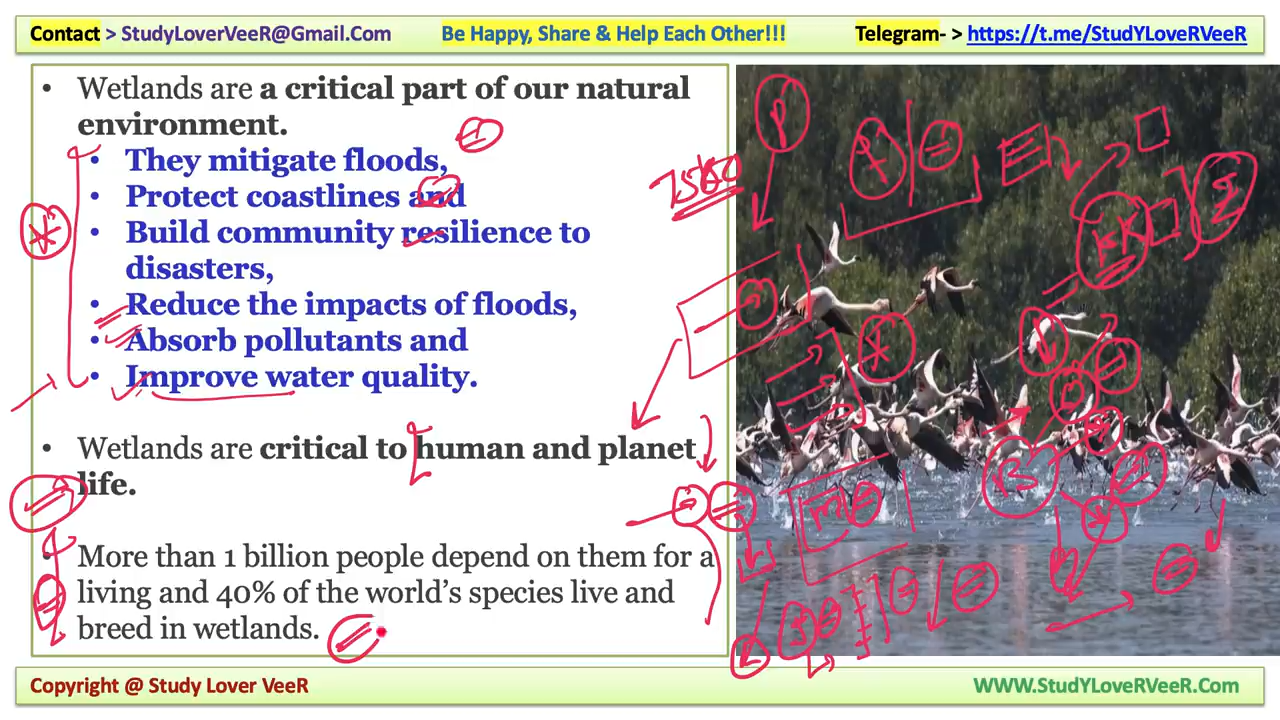 Contact > StudyLoverVeeR@Gmail.Com Be Happy, Share & Help Each Other!!! Telegram- > https://t.me/StudYLoveRVeeR
• Wetlands are a critical part of our natural
environment.
• They mitigate floods,
• Protect coastlines and
• Build community resilience to
disasters,
• Reduce the impacts of floods,
• Absorb pollutants and
• Improve water quality.
• Wetlands are critical to human and planet
life.
• More than 1 billion people depend on them for a
living and 40% of the world's species live and
breed in wetlands.
Copyright @ Study Lover VeeR WWW.StuDYLoveRVeeR.Com